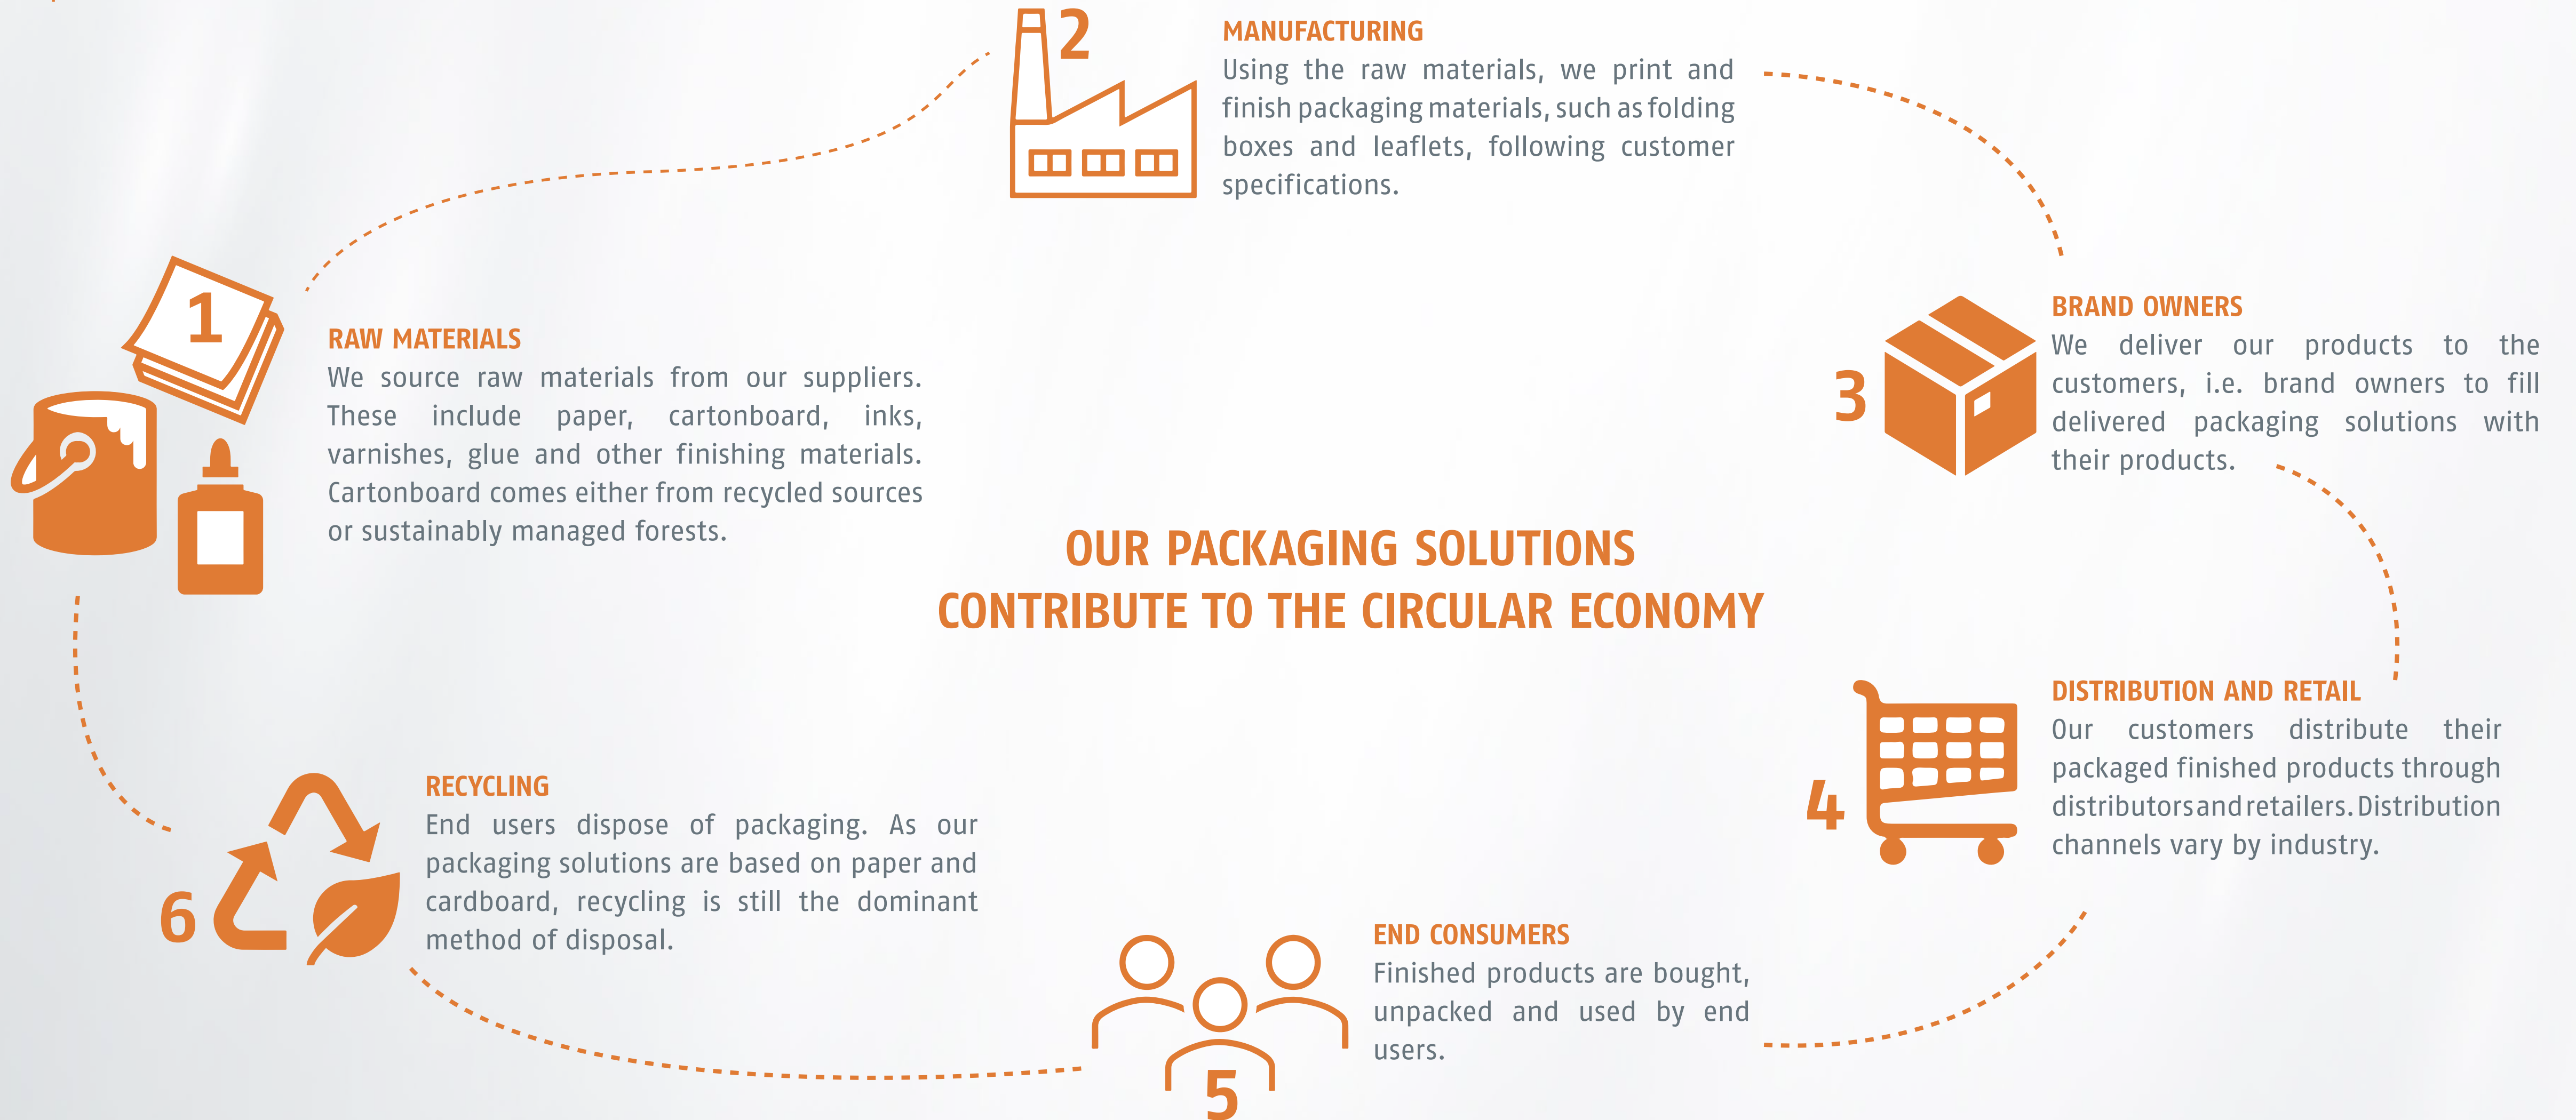 1
RAW MATERIALS
We source raw materials from our suppliers.
These include paper, cartonboard, inks,
varnishes, glue and other finishing materials.
Cartonboard comes either from recycled sources
or sustainably managed forests.
2
MANUFACTURING
Using the raw materials, we print and
finish packaging materials, such as folding
boxes and leaflets, following customer
specifications.
3
BRAND OWNERS
We deliver our products to the
customers, i.e. brand owners to fill
delivered packaging solutions with
their products.
OUR PACKAGING SOLUTIONS
CONTRIBUTE TO THE CIRCULAR ECONOMY
4
DISTRIBUTION AND RETAIL
Our customers distribute their
packaged finished products through
distributors and retailers. Distribution
channels vary by industry.
5
END CONSUMERS
Finished products are bought,
unpacked and used by end
users.
6
RECYCLING
End users dispose of packaging. As our
packaging solutions are based on paper and
cardboard, recycling is still the dominant
method of disposal.